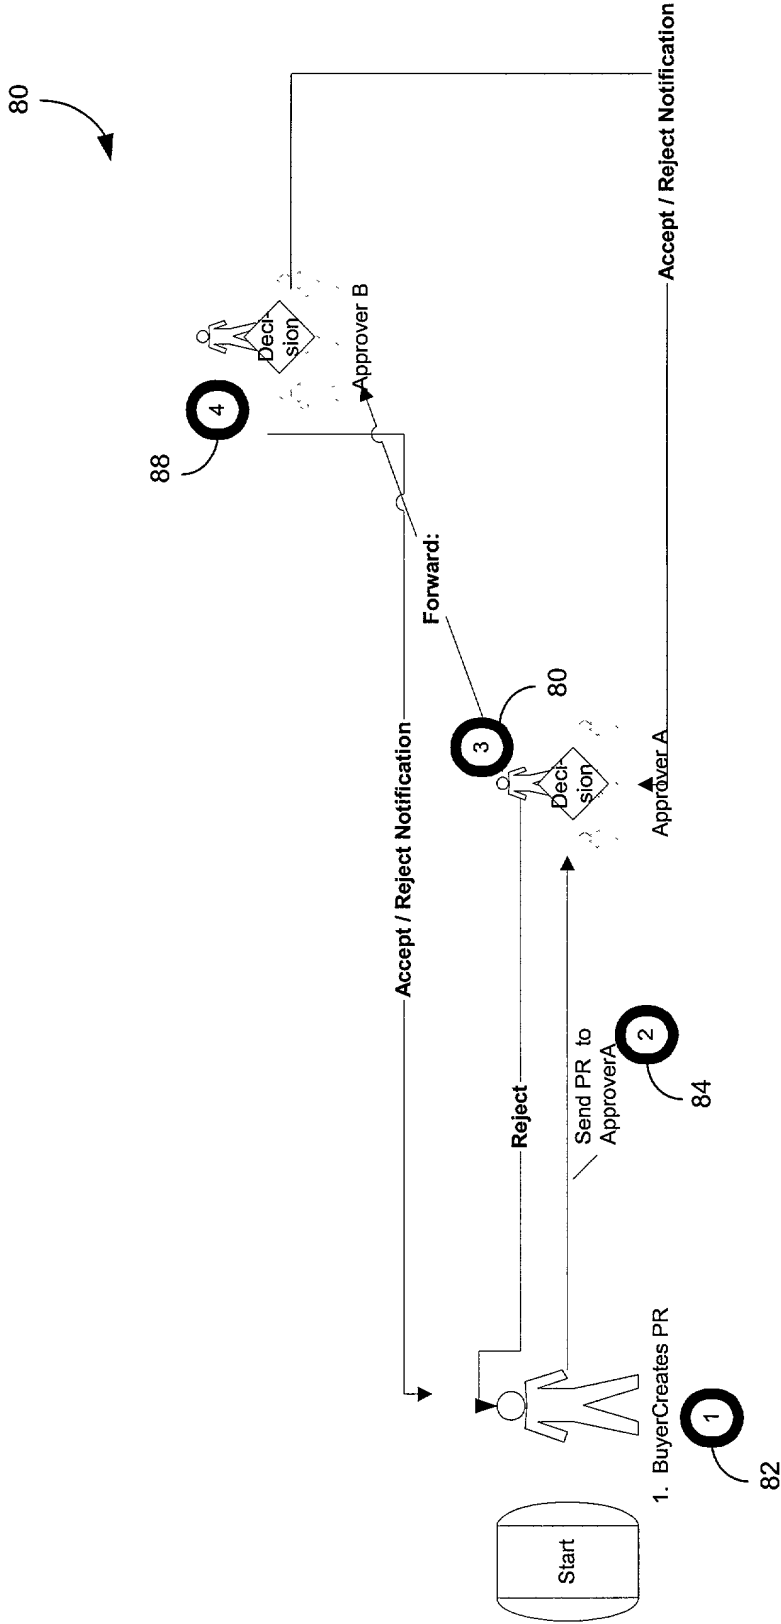 80
Accept / Reject Notification
Deci-
sion
Approver B
4
88
Forward:
Accept / Reject Notification
3
80
Deci-
sion
Approver A
Reject
Send PR to
ApproverA
2
84
1. BuyerCreates PR
1
82
Start